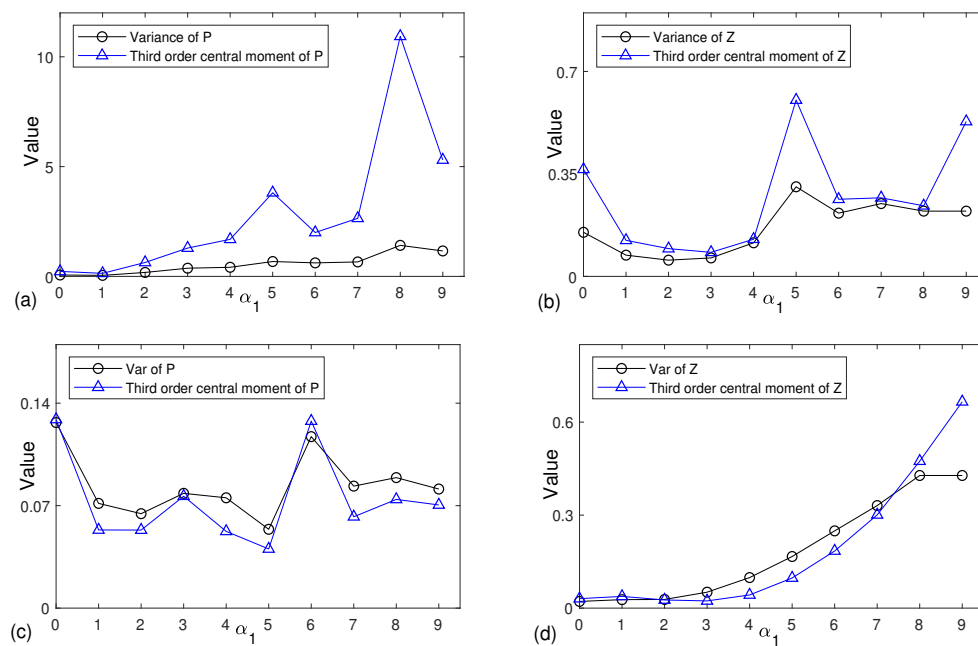 Variance of P
Third order central moment of P
10
5
0
Value
0 1 2 3 4 5 6 7 8 9
α1
(a)
Variance of Z
Third order central moment of Z
0.7
0.35
0
Value
0 1 2 3 4 5 6 7 8 9
α1
(b)
Var of P
Third order central moment of P
0.14
0.07
0
Value
0 1 2 3 4 5 6 7 8 9
α1
(c)
Var of Z
Third order central moment of Z
0.6
0.3
0
Value
0 1 2 3 4 5 6 7 8 9
α1
(d)